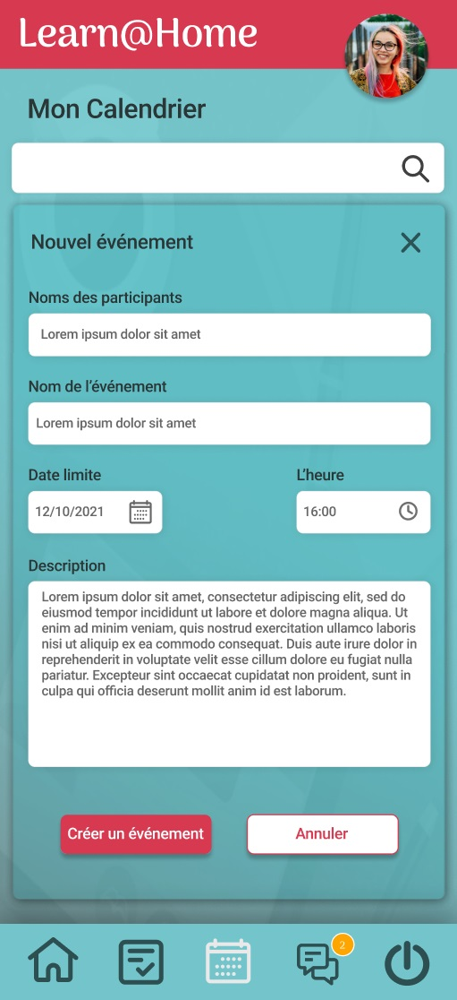 Learn@Home
Mon Calendrier
Nouvel événement
Noms des participants
Lorem ipsum dolor sit amet
Nom de l’événement
Lorem ipsum dolor sit amet
Date limite
L’heure
12/10/2021
16:00
Description
Lorem ipsum dolor sit amet, consectetur adipiscing elit, sed do
eiusmod tempor incididunt ut labore et dolore magna aliqua. Ut
enim ad minim veniam, quis nostrud exercitation ullamco laboris
nisi ut aliquip ex ea commodo consequat. Duis aute irure dolor in
reprehenderit in voluptate velit esse cillum dolore eu fugiat nulla
pariatur. Excepteur sint occaecat cupidatat non proident, sunt in
culpa qui officia deserunt mollit anim id est laborum.
Créer un événement
Annuler
2